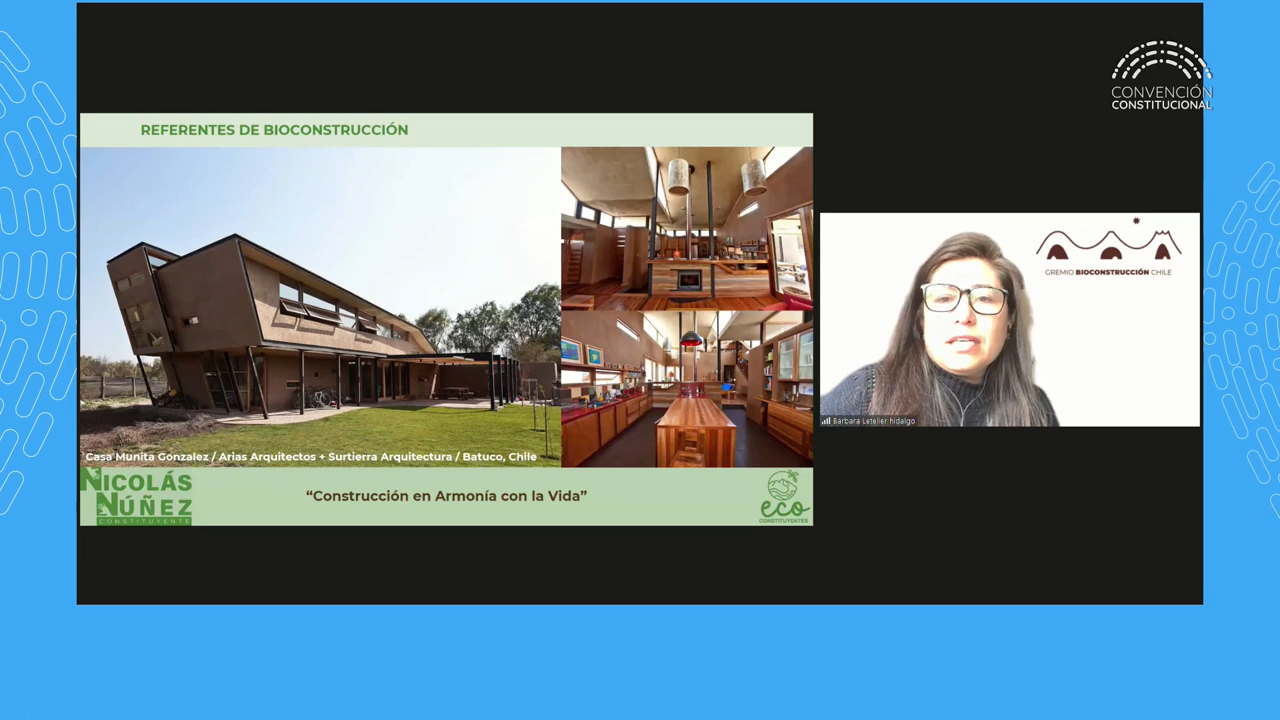 CONVENCIÓN
CONSTITUCIONAL
REFERENTES DE BIOCONSTRUCCIÓN
GREMIO BIOCONSTRUCCIÓN CHILE
Bárbara Letelier hidalgo
Casa Munita Gonzalez / Arias Arquitectos + Surtierra Arquitectura / Batuco, Chile
NICOLÁS
NÚÑEZ
CONSTITUYENTE
“Construcción en Armonía con la Vida”
eco
CONSTITUYENTES